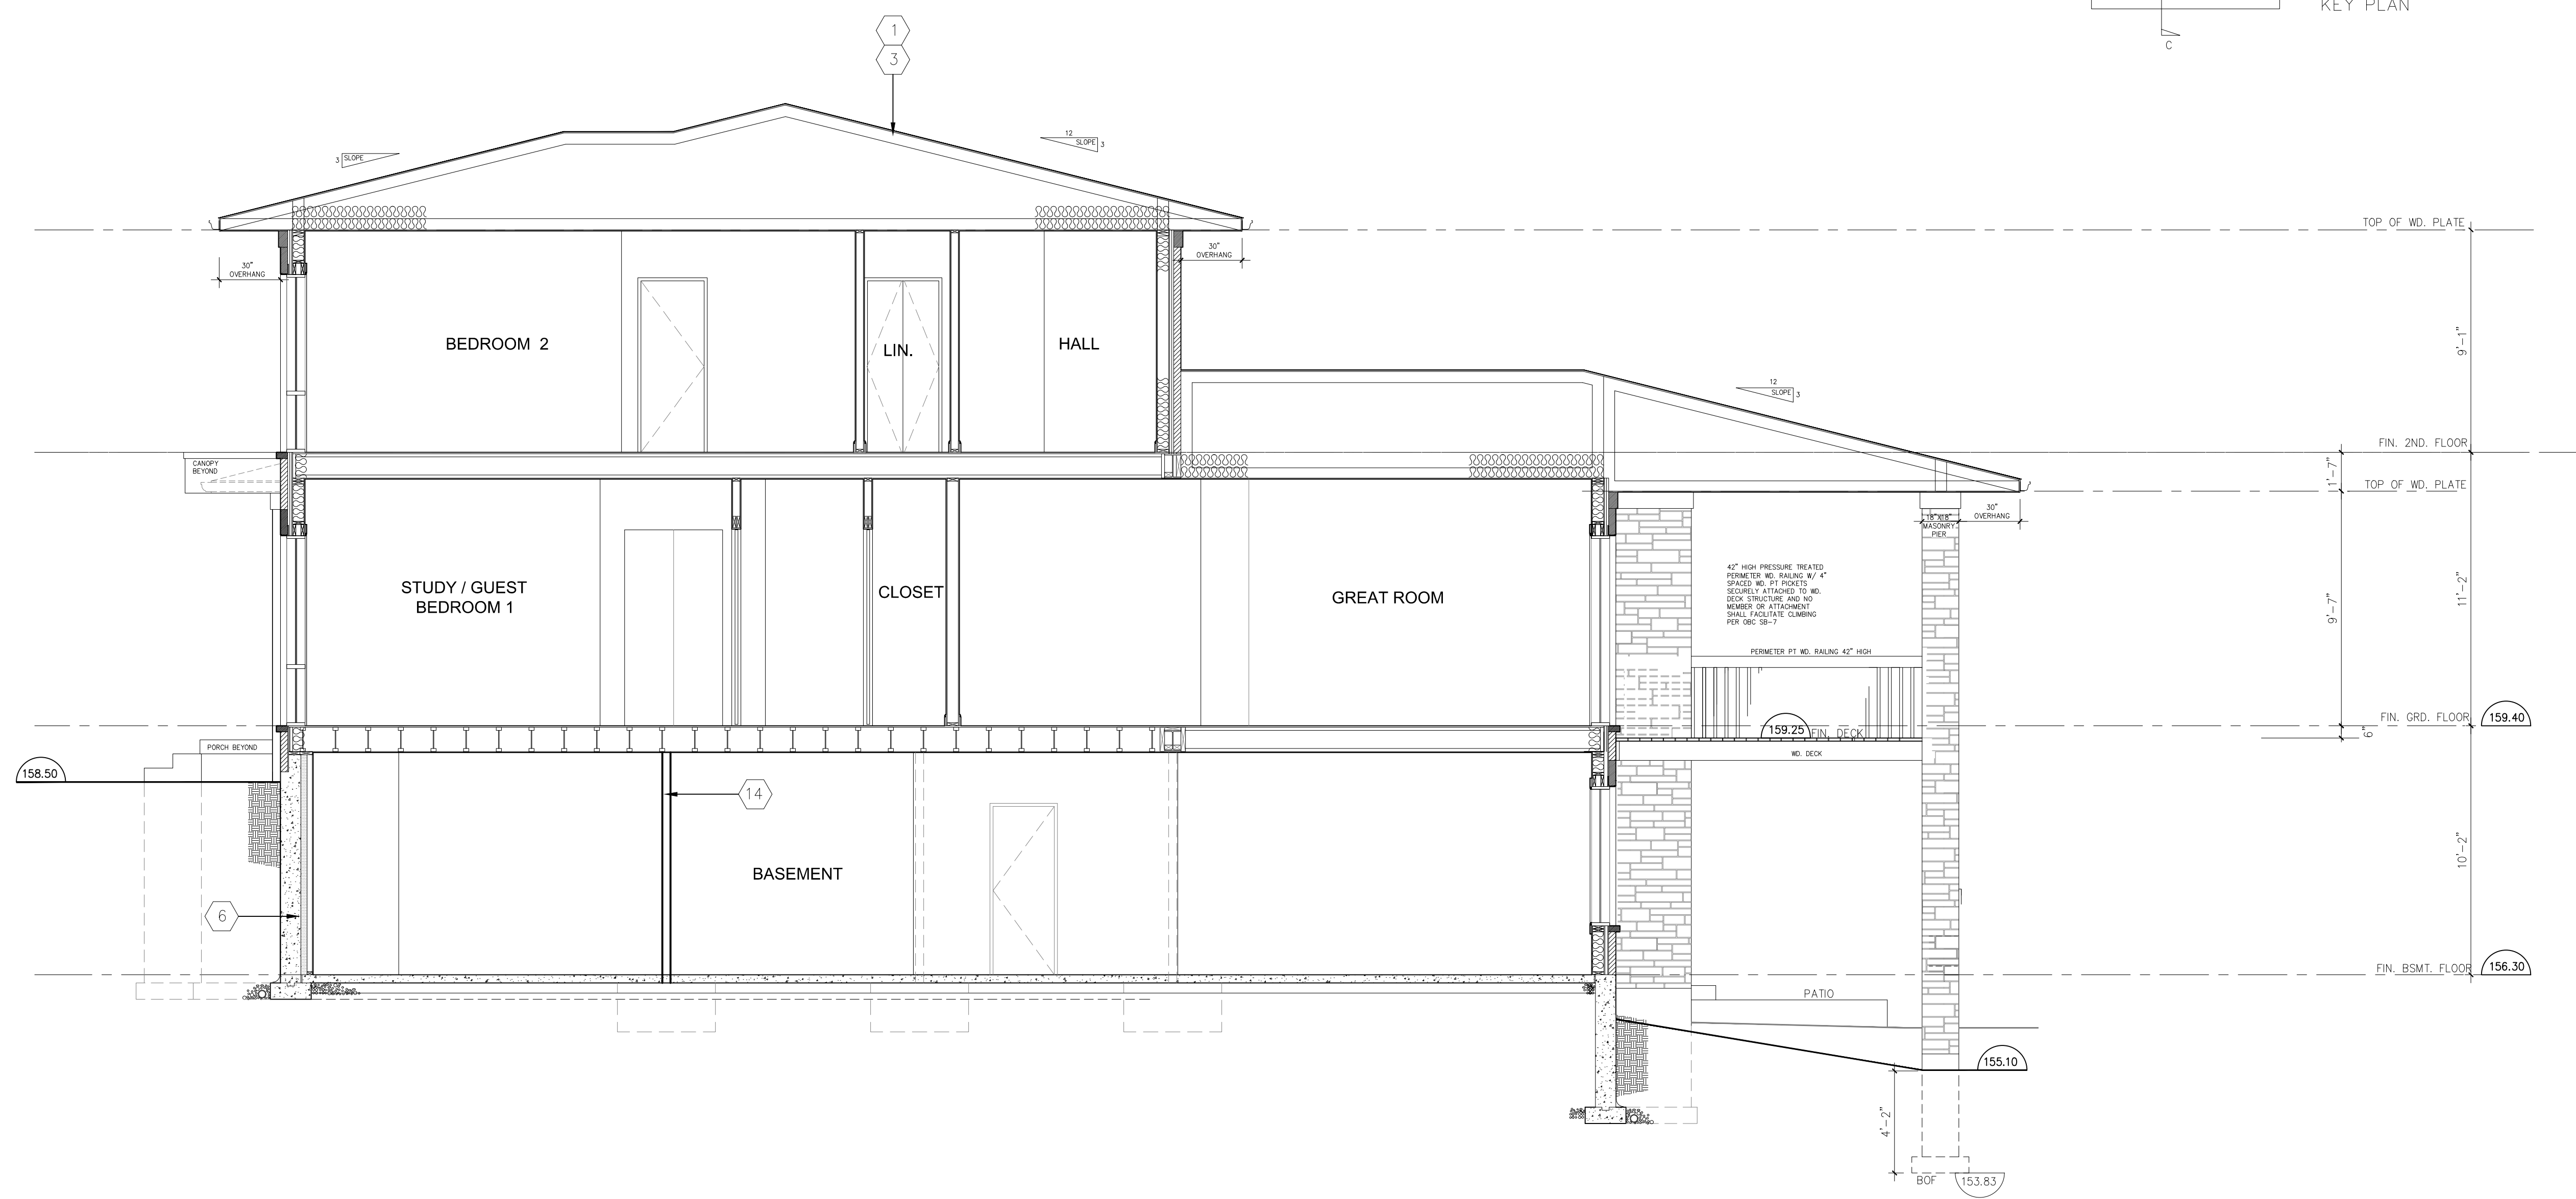 KEY PLAN
C
1
3
12
SLOPE 3
3 SLOPE
TOP OF WD. PLATE
30"
OVERHANG
30"
OVERHANG
9'-1"
BEDROOM 2
LIN.
HALL
12
SLOPE 3
FIN. 2ND. FLOOR
CANOPY
BEYOND
1'-7"
TOP OF WD. PLATE
18"X18"
MASONRY
PIER
30"
OVERHANG
42" HIGH PRESSURE TREATED
PERIMETER WD. RAILING W/ 4"
SPACED WD. PT PICKETS
SECURELY ATTACHED TO WD.
DECK STRUCTURE AND NO
MEMBER OR ATTACHMENT
SHALL FACILITATE CLIMBING
PER OBC SB-7
STUDY / GUEST
BEDROOM 1
CLOSET
GREAT ROOM
9'-7"
11'-2"
PERIMETER PT WD. RAILING 42" HIGH
FIN. GRD. FLOOR
159.40
159.25
FIN. DECK
6"
PORCH BEYOND
WD. DECK
158.50
14
10'-2"
BASEMENT
6
FIN. BSMT. FLOOR
156.30
PATIO
155.10
4'-2"
BOF
153.83